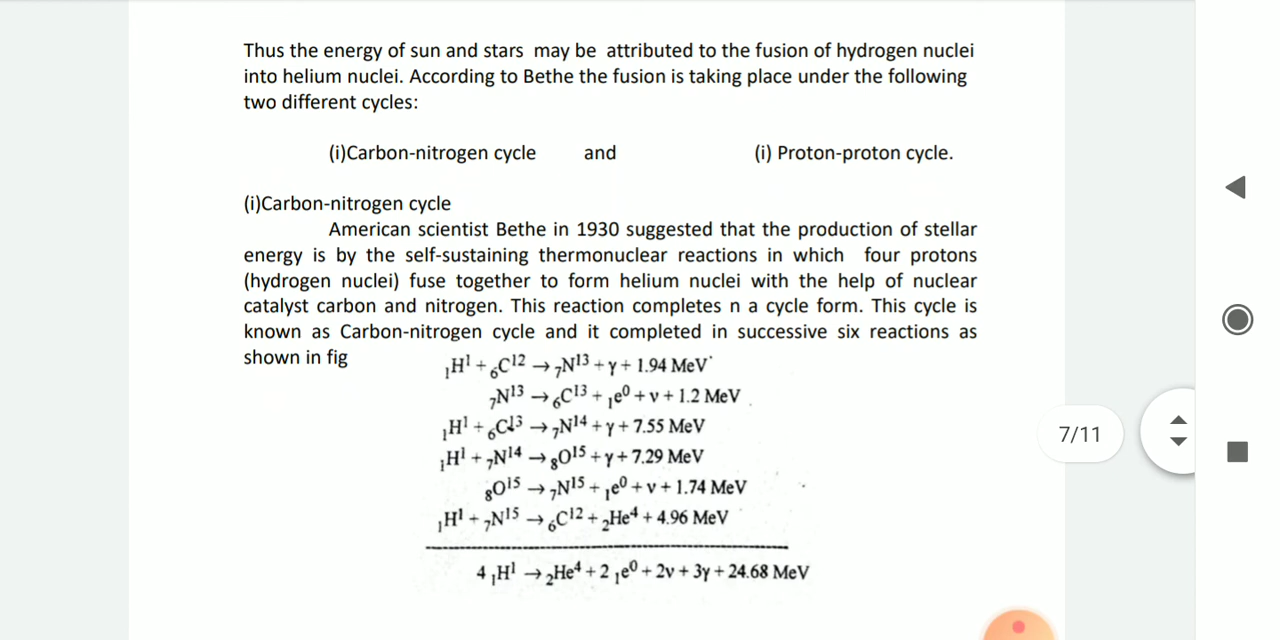 Thus the energy of sun and stars may be attributed to the fusion of hydrogen nuclei
into helium nuclei. According to Bethe the fusion is taking place under the following
two different cycles:
(i)Carbon-nitrogen cycle and (i) Proton-proton cycle.
(i)Carbon-nitrogen cycle
American scientist Bethe in 1930 suggested that the production of stellar
energy is by the self-sustaining thermonuclear reactions in which four protons
(hydrogen nuclei) fuse together to form helium nuclei with the help of nuclear
catalyst carbon and nitrogen. This reaction completes n a cycle form. This cycle is
known as Carbon-nitrogen cycle and it completed in successive six reactions as
shown in fig
₁H¹ + ₆C¹² → ₇N¹³ + γ + 1.94 MeV
₇N¹³ → ₆C¹³ + ₁e⁰ + ν + 1.2 MeV
₁H¹ + ₆C¹³ → ₇N¹⁴ + γ + 7.55 MeV
₁H¹ + ₇N¹⁴ → ₈O¹⁵ + γ + 7.29 MeV
₈O¹⁵ → ₇N¹⁵ + ₁e⁰ + ν + 1.74 MeV
₁H¹ + ₇N¹⁵ → ₆C¹² + ₂He⁴ + 4.96 MeV
4 ₁H¹ → ₂He⁴ + 2 ₁e⁰ + 2ν + 3γ + 24.68 MeV
7/11